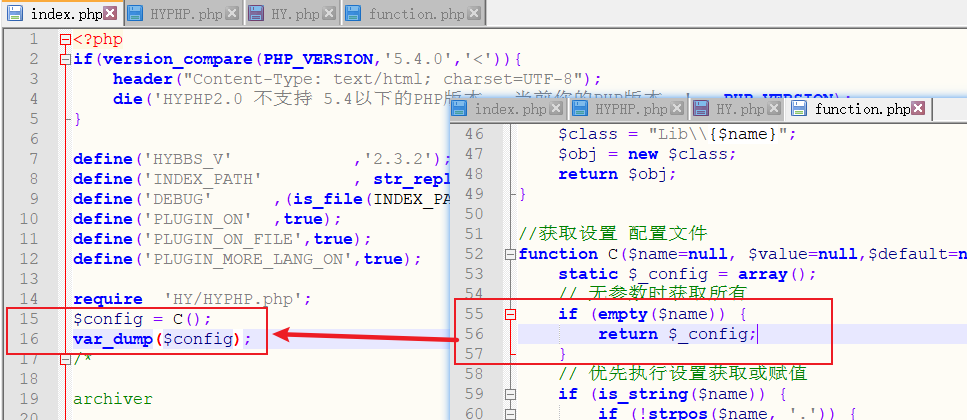 index.php HYPHP.php HY.php function.php
1 <?php
2 if(version_compare(PHP_VERSION,'5.4.0','<')){
3 header("Content-Type: text/html; charset=UTF-8");
4 die('HYPHP2.0 不支持 5.4以下的PHP版本
5 }
6
7 define('HYBBS_V' ,'2.3.2');
8 define('INDEX_PATH' , str_repl
9 define('DEBUG' ,(is_file(INDEX_PA
10 define('PLUGIN_ON' ,true);
11 define('PLUGIN_ON_FILE',true);
12 define('PLUGIN_MORE_LANG_ON',true);
13
14 require 'HY/HYPHP.php';
15 $config = C();
16 var_dump($config);
17 /*
18
19 archiver
20
index.php HYPHP.php HY.php function.php
46 $class = "Lib\\{$name}";
47 $obj = new $class;
48 return $obj;
49 }
50
51 //获取设置 配置文件
52 function C($name=null, $value=null,$default=n
53 static $_config = array();
54 // 无参数时获取所有
55 if (empty($name)) {
56 return $_config;
57 }
58 // 优先执行设置获取或赋值
59 if (is_string($name)) {
60 if (!strpos($name, '.')) {